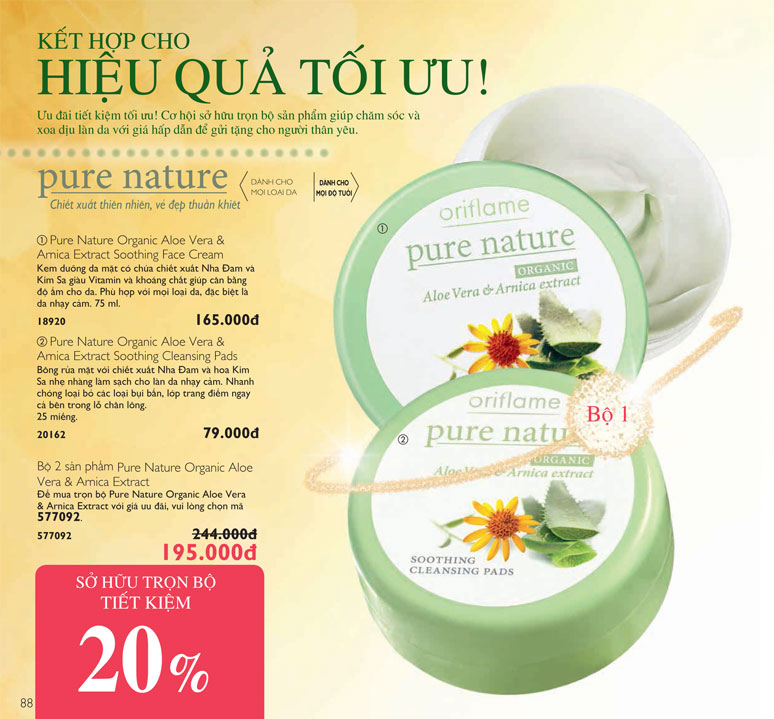 KẾT HỢP CHO
HIỆU QUẢ TỐI ƯU!
Ưu đãi tiết kiệm tối ưu! Cơ hội sở hữu trọn bộ sản phẩm giúp chăm sóc và
xoa dịu làn da với giá hấp dẫn để gửi tặng cho người thân yêu.
pure nature
Chiết xuất thiên nhiên, vẻ đẹp thuần khiết
DÀNH CHO
MỌI LOẠI DA
DÀNH CHO
MỌI ĐỘ TUỔI
① Pure Nature Organic Aloe Vera &
Arnica Extract Soothing Face Cream
Kem dưỡng da mặt có chứa chiết xuất Nha Đam và
Kim Sa giàu Vitamin và khoáng chất giúp cân bằng
độ ẩm cho da. Phù hợp với mọi loại da, đặc biệt là
da nhạy cảm. 75 ml.
18920 165.000đ
② Pure Nature Organic Aloe Vera &
Arnica Extract Soothing Cleansing Pads
Bông rửa mặt với chiết xuất Nha Đam và hoa Kim
Sa nhẹ nhàng làm sạch cho làn da nhạy cảm. Nhanh
chóng loại bỏ các loại bụi bẩn, lớp trang điểm ngay
cả bên trong lỗ chân lông.
25 miếng.
20162 79.000đ
Bộ 2 sản phẩm Pure Nature Organic Aloe
Vera & Arnica Extract
Để mua trọn bộ Pure Nature Organic Aloe Vera
& Arnica Extract với giá ưu đãi, vui lòng chọn mã
577092.
577092 244.000đ
195.000đ
SỞ HỮU TRỌN BỘ
TIẾT KIỆM
20%
88
①
oriflame
pure nature
ORGANIC
Aloe Vera & Arnica extract
Bộ 1
②
oriflame
pure natu
ORGANIC
Aloe Vera & Arnica extract
SOOTHING
CLEANSING PADS